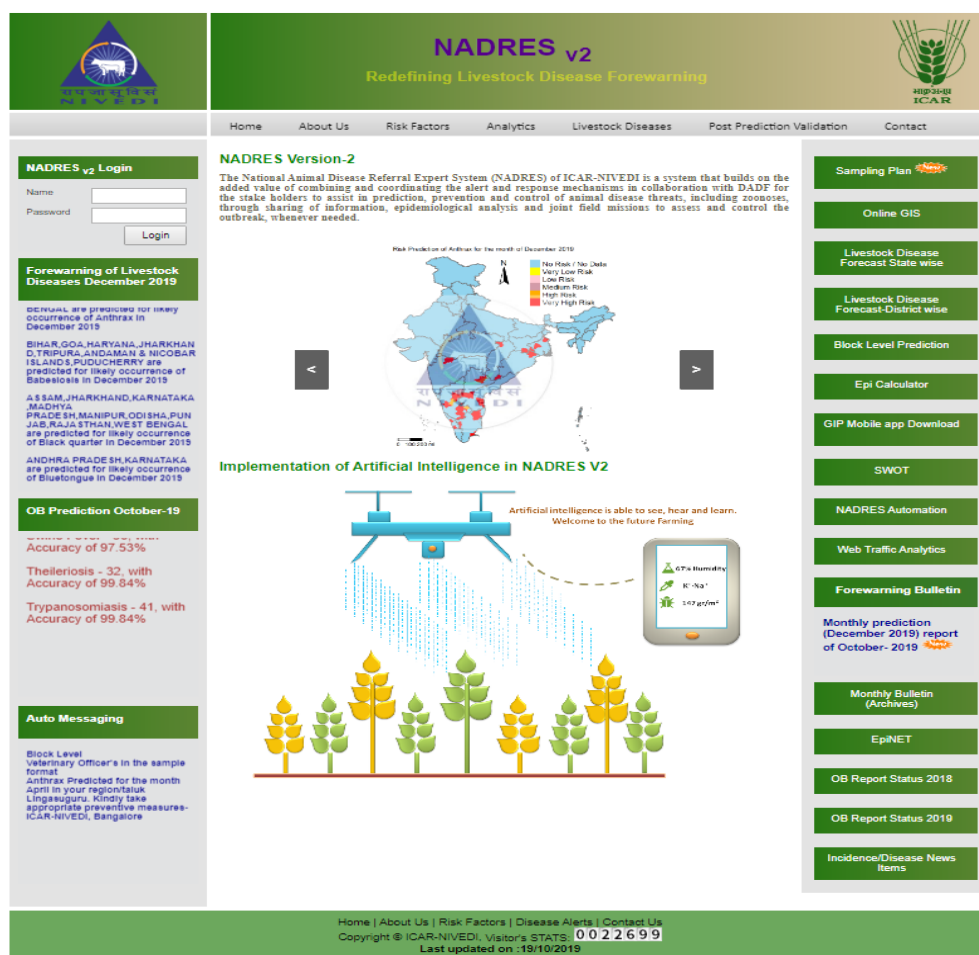 रापजासूविसं
NIVEDI
NADRES v2
Redefining Livestock Disease Forewarning
भाकृअनुप
ICAR
Home About Us Risk Factors Analytics Livestock Diseases Post Prediction Validation Contact
NADRES v2 Login
Name
Password
Login
Forewarning of Livestock
Diseases December 2019
BENGAL are predicted for likely
occurrence of Anthrax in
December 2019
BIHAR,GOA,HARYANA,JHARKHAN
D,TRIPURA,ANDAMAN & NICOBAR
ISLANDS,PUDUCHERRY are
predicted for likely occurrence of
Babesiosis in December 2019
ASSAM,JHARKHAND,KARNATAKA
,MADHYA
PRADESH,MANIPUR,ODISHA,PUN
JAB,RAJASTHAN,WEST BENGAL
are predicted for likely occurrence
of Black quarter in December 2019
ANDHRA PRADESH,KARNATAKA
are predicted for likely occurrence
of Bluetongue in December 2019
OB Prediction October-19
Accuracy of 97.53%
Theileriosis - 32, with
Accuracy of 99.84%
Trypanosomiasis - 41, with
Accuracy of 99.84%
Auto Messaging
Block Level
Veterinary Officer's in the sample
format
Anthrax Predicted for the month
April in your region/taluk
Lingasuguru. Kindly take
appropriate preventive measures-
ICAR-NIVEDI, Bangalore
NADRES Version-2
The National Animal Disease Referral Expert System (NADRES) of ICAR-NIVEDI is a system that builds on the
added value of combining and coordinating the alert and response mechanisms in collaboration with DADF for
the stake holders to assist in prediction, prevention and control of animal disease threats, including zoonoses,
through sharing of information, epidemiological analysis and joint field missions to assess and control the
outbreak, whenever needed.
Risk Prediction of Anthrax for the month of December 2019
N
No Risk / No Data
Very Low Risk
Low Risk
Medium Risk
High Risk
Very High Risk
<
>
Implementation of Artificial Intelligence in NADRES V2
Artificial intelligence is able to see, hear and learn.
Welcome to the future Farming
67% Humidity
K⁺-Na⁺
147 gr/m²
Sampling Plan New
Online GIS
Livestock Disease
Forecast State wise
Livestock Disease
Forecast-District wise
Block Level Prediction
Epi Calculator
GIP Mobile app Download
SWOT
NADRES Automation
Web Traffic Analytics
Forewarning Bulletin
Monthly prediction
(December 2019) report
of October- 2019 New
Monthly Bulletin
(Archives)
EpiNET
OB Report Status 2018
OB Report Status 2019
Incidence/Disease News
Items
Home | About Us | Risk Factors | Disease Alerts | Contact Us
Copyright © ICAR-NIVEDI. Visitor's STATS: 0022699
Last updated on :19/10/2019